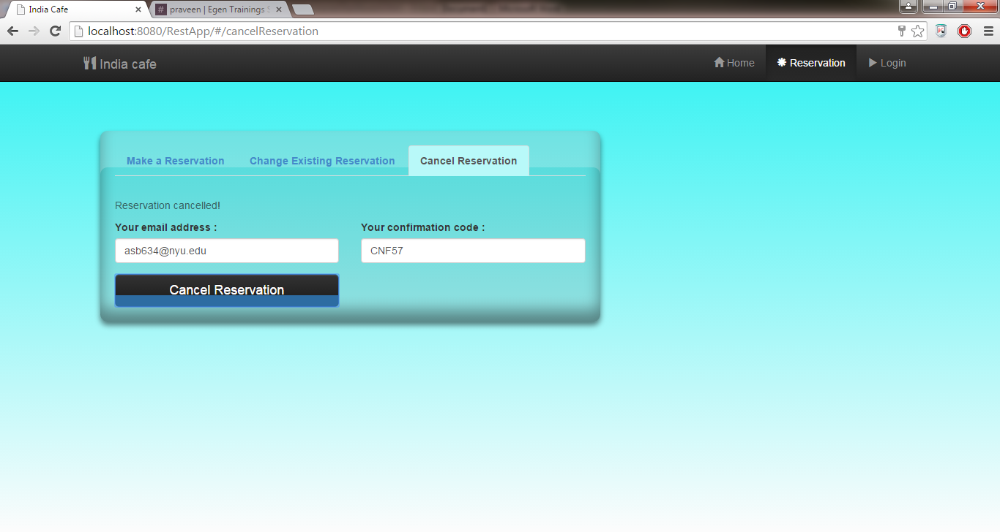 India Cafe
praveen | Egen Trainings S
localhost:8080/RestApp/#/cancelReservation
India cafe
Home Reservation Login
Make a Reservation Change Existing Reservation Cancel Reservation
Reservation cancelled!
Your email address : Your confirmation code :
asb634@nyu.edu CNF57
Cancel Reservation